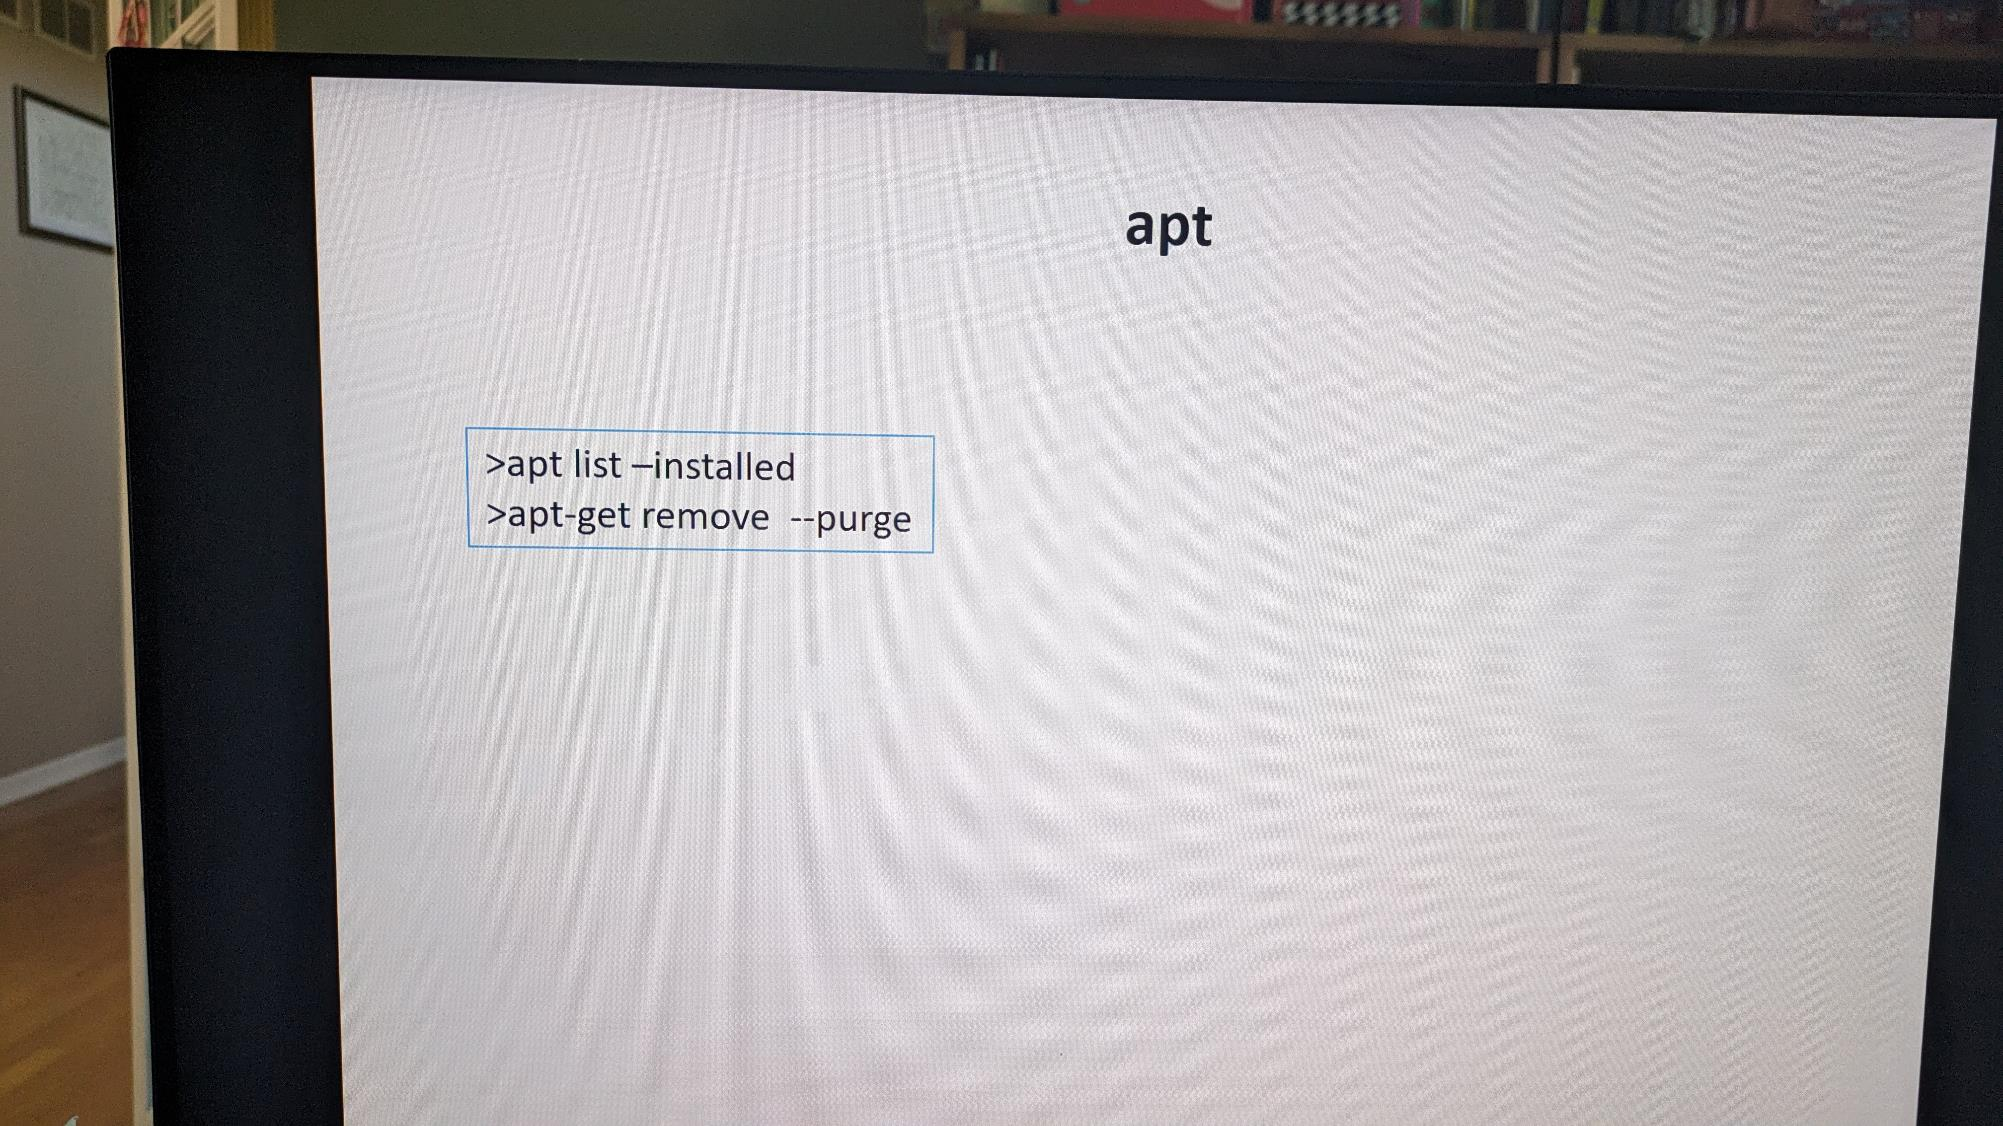 apt
>apt list –installed
>apt-get remove  --purge